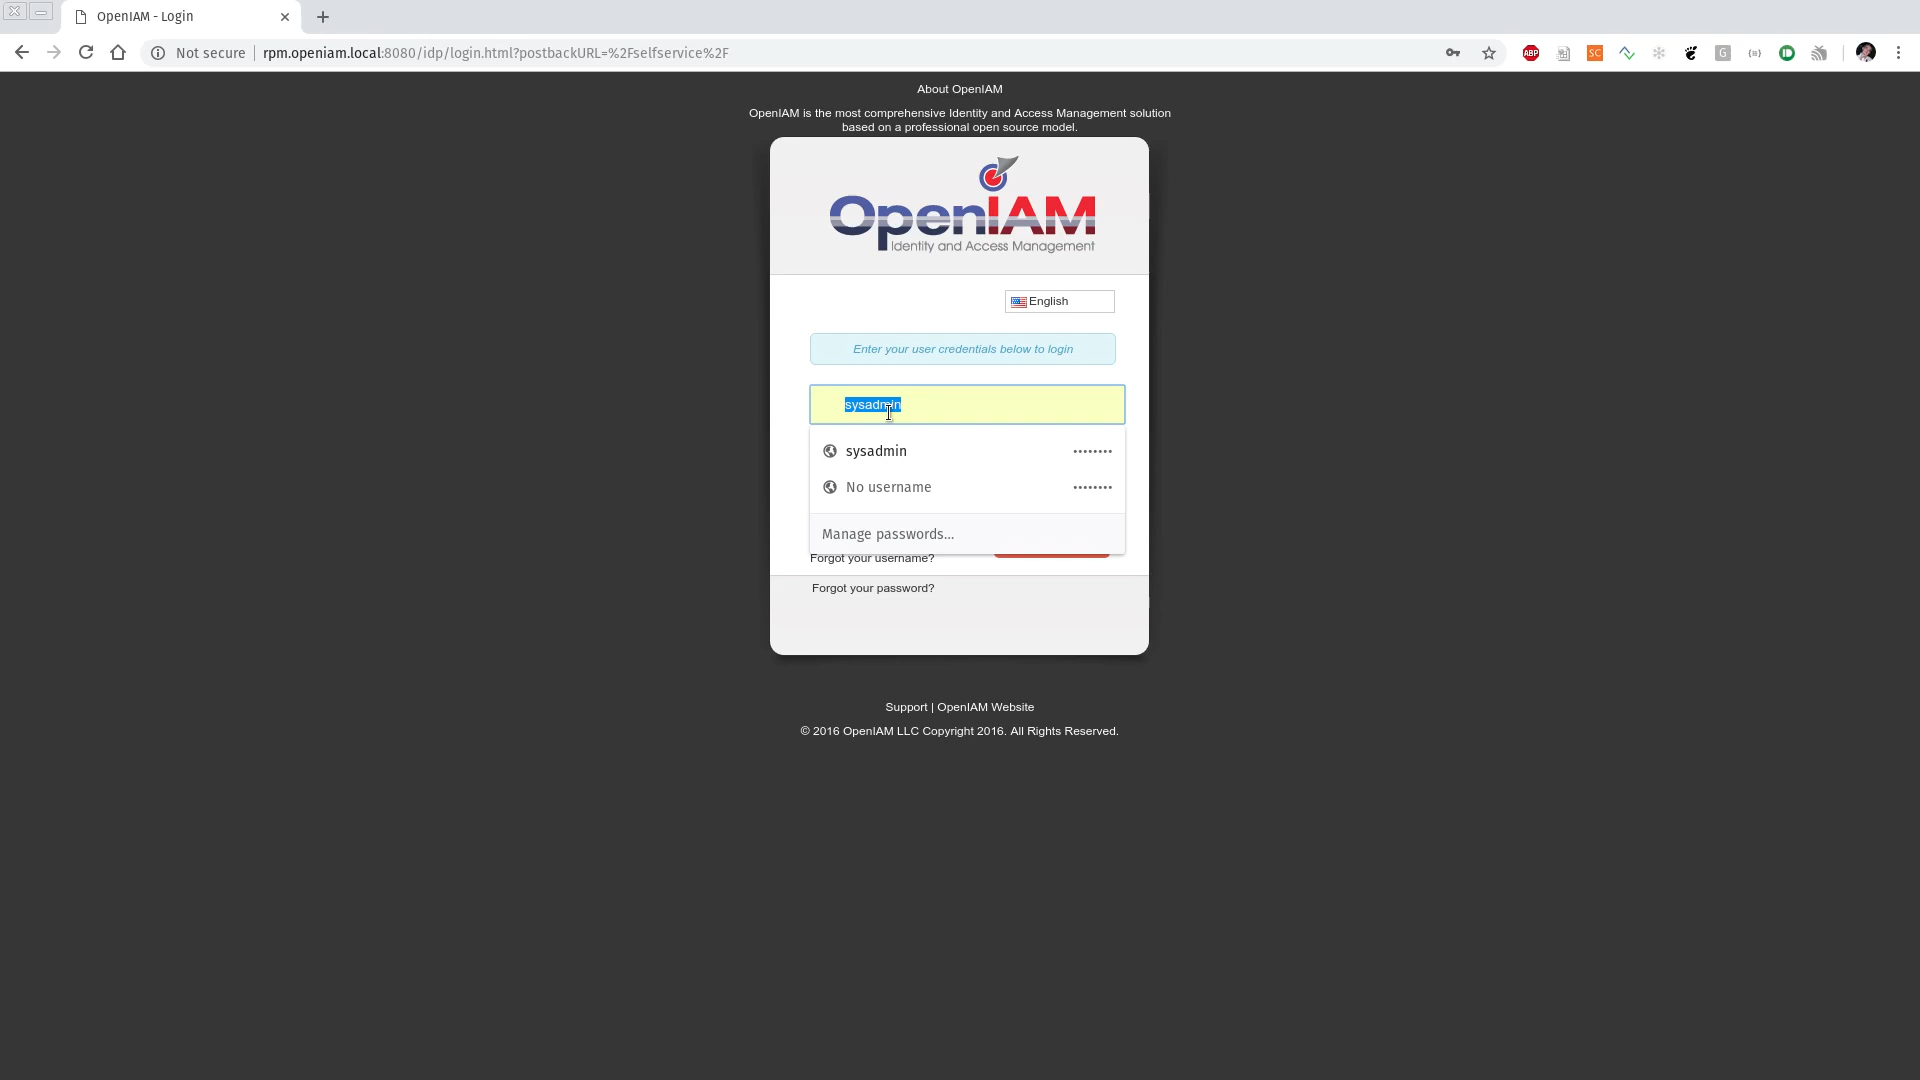 OpenIAM - Login
Not secure
rpm.openiam.local:8080/idp/login.html?postbackURL=%2Fselfservice%2F
ABP
SC
G
About OpenIAM
OpenIAM is the most comprehensive Identity and Access Management solution
based on a professional open source model.
OpenIAM
Identity and Access Management
English
Enter your user credentials below to login
sysadmin
sysadmin ••••••••
No username ••••••••
Manage passwords...
Forgot your username?
Forgot your password?
Support | OpenIAM Website
© 2016 OpenIAM LLC Copyright 2016. All Rights Reserved.